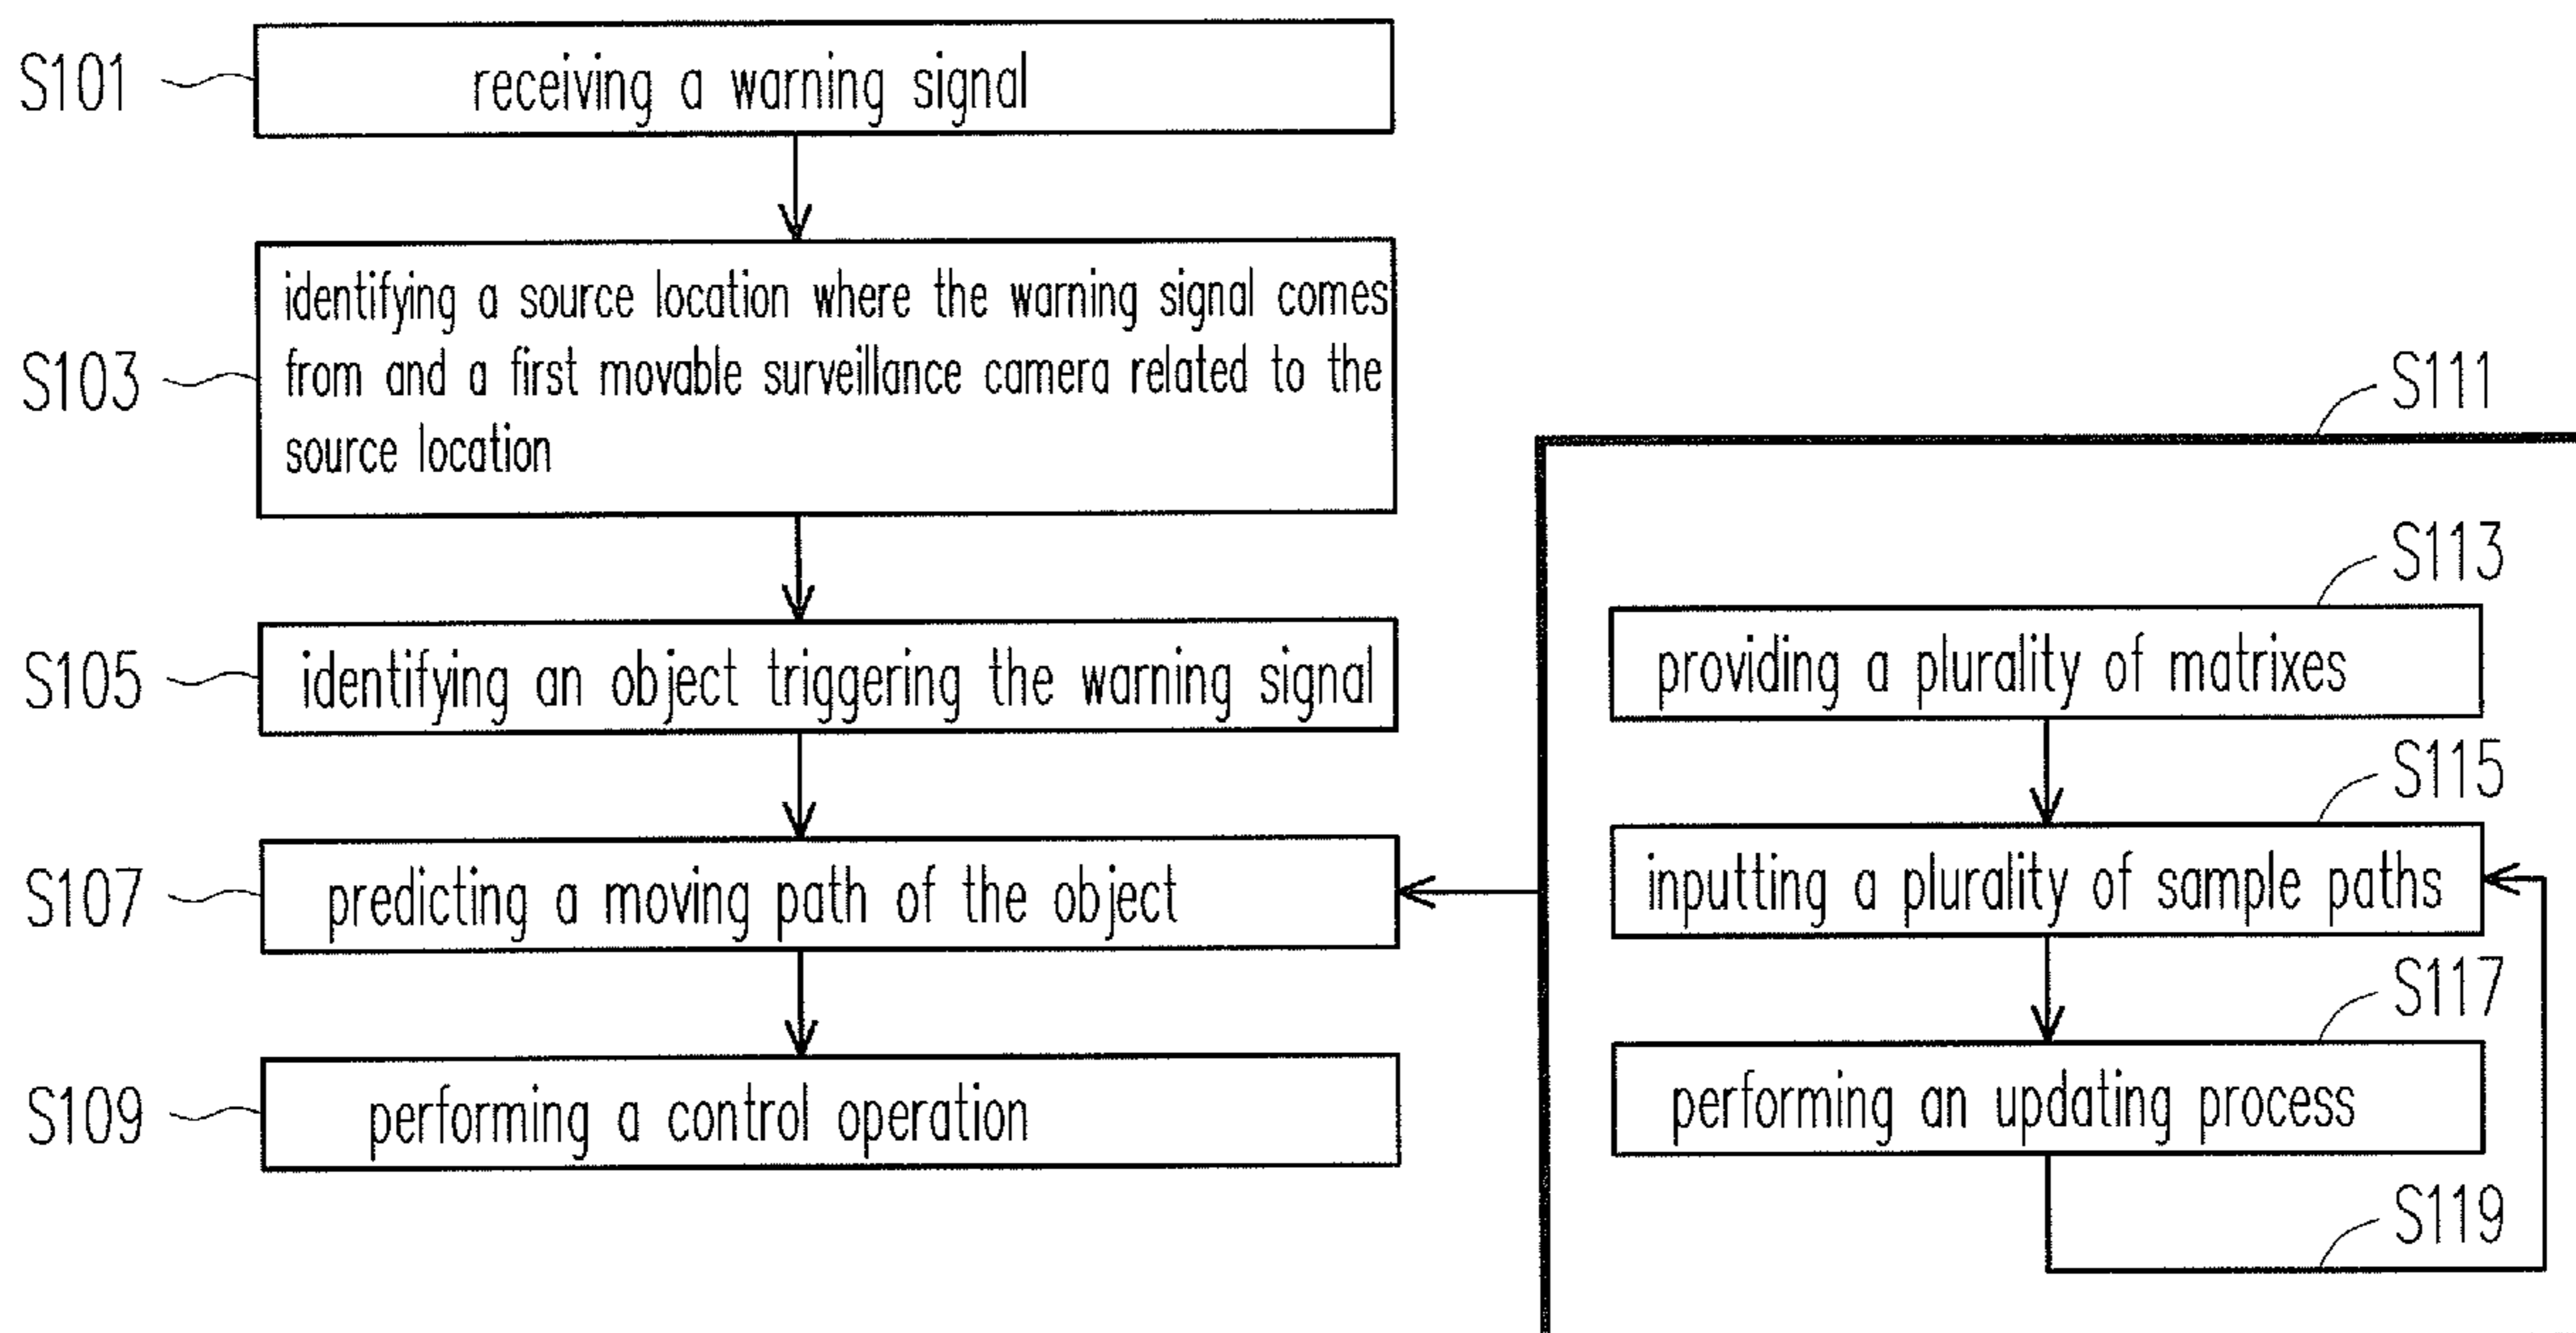 S101
receiving a warning signal
S103
identifying a source location where the warning signal comes
from and a first movable surveillance camera related to the
source location
S105
identifying an object triggering the warning signal
S107
predicting a moving path of the object
S109
performing a control operation
S111
S113
providing a plurality of matrixes
S115
inputting a plurality of sample paths
S117
performing an updating process
S119